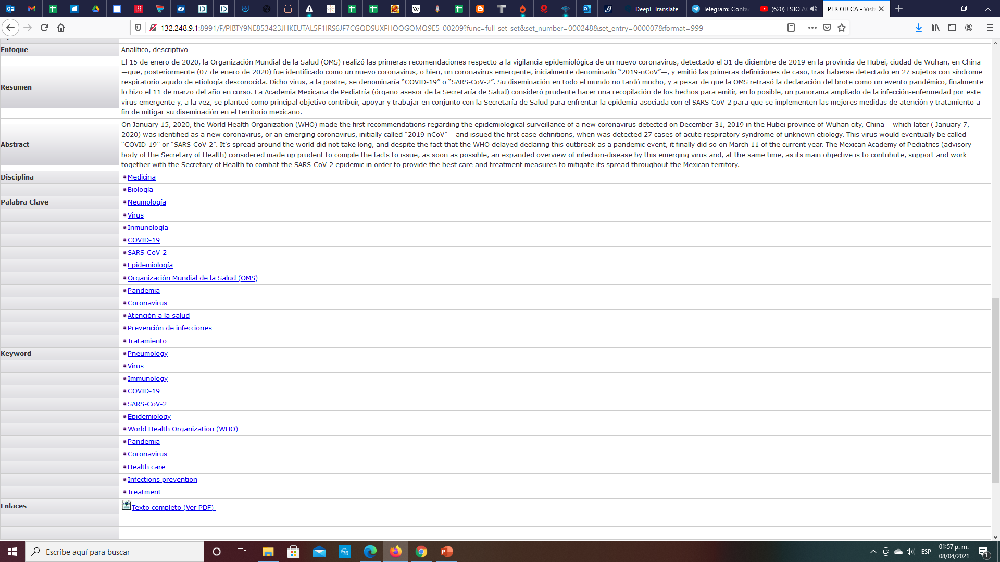 DeepL Translate
Telegram: Conta
(620) ESTO AC
PERIODICA - Vist
132.248.9.1:8991/F/PIBTY9NE853423JHKEUTAL5F1IRS6JF7CGQDSUXFHQQGQMQ9E5-00209?func=full-set-set&set_number=000248&set_entry=000007&format=999
Enfoque
Analítico, descriptivo
Resumen
El 15 de enero de 2020, la Organización Mundial de la Salud (OMS) realizó las primeras recomendaciones respecto a la vigilancia epidemiológica de un nuevo coronavirus, detectado el 31 de diciembre de 2019 en la provincia de Hubei, ciudad de Wuhan, en China
—que, posteriormente (07 de enero de 2020) fue identificado como un nuevo coronavirus, o bien, un coronavirus emergente, inicialmente denominado “2019-nCoV”—, y emitió las primeras definiciones de caso, tras haberse detectado en 27 sujetos con síndrome
respiratorio agudo de etiología desconocida. Dicho virus, a la postre, se denominaría “COVID-19” o “SARS-CoV-2”. Su diseminación en todo el mundo no tardó mucho, y a pesar de que la OMS retrasó la declaración del brote como un evento pandémico, finalmente
lo hizo el 11 de marzo del año en curso. La Academia Mexicana de Pediatría (órgano asesor de la Secretaría de Salud) consideró prudente hacer una recopilación de los hechos para emitir, en lo posible, un panorama ampliado de la infección-enfermedad por este
virus emergente y, a la vez, se planteó como principal objetivo contribuir, apoyar y trabajar en conjunto con la Secretaría de Salud para enfrentar la epidemia asociada con el SARS-CoV-2 para que se implementen las mejores medidas de atención y tratamiento a
fin de mitigar su diseminación en el territorio mexicano.
Abstract
On January 15, 2020, the World Health Organization (WHO) made the first recommendations regarding the epidemiological surveillance of a new coronavirus detected on December 31, 2019 in the Hubei province of Wuhan city, China —which later ( January 7,
2020) was identified as a new coronavirus, or an emerging coronavirus, initially called “2019-nCoV”— and issued the first case definitions, when was detected 27 cases of acute respiratory syndrome of unknown etiology. This virus would eventually be called
“COVID-19” or “SARS-CoV-2”. It’s spread around the world did not take long, and despite the fact that the WHO delayed declaring this outbreak as a pandemic event, it finally did so on March 11 of the current year. The Mexican Academy of Pediatrics (advisory
body of the Secretary of Health) considered made up prudent to compile the facts to issue, as soon as possible, an expanded overview of infection-disease by this emerging virus and, at the same time, as its main objective is to contribute, support and work
together with the Secretary of Health to combat the SARS-CoV-2 epidemic in order to provide the best care and treatment measures to mitigate its spread throughout the Mexican territory.
Disciplina
Medicina
Biología
Palabra Clave
Neumología
Virus
Inmunología
COVID-19
SARS-CoV-2
Epidemiología
Organización Mundial de la Salud (OMS)
Pandemia
Coronavirus
Atención a la salud
Prevención de infecciones
Tratamiento
Keyword
Pneumology
Virus
Immunology
COVID-19
SARS-CoV-2
Epidemiology
World Health Organization (WHO)
Pandemia
Coronavirus
Health care
Infections prevention
Treatment
Enlaces
Texto completo (Ver PDF)
Escribe aquí para buscar
ESP
01:57 p. m.
08/04/2021
1